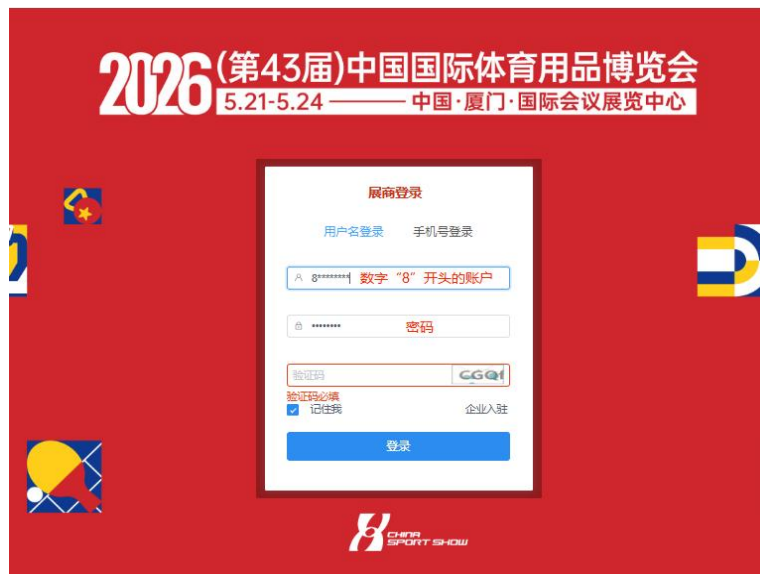 2026(第43届)中国国际体育用品博览会
5.21-5.24 —— 中国·厦门·国际会议展览中心
展商登录
用户名登录 手机号登录
8******** 数字“8”开头的账户
******** 密码
验证码 CGQf
验证码必填
记住我 企业入驻
登录
CHINA
SPORT SHOW